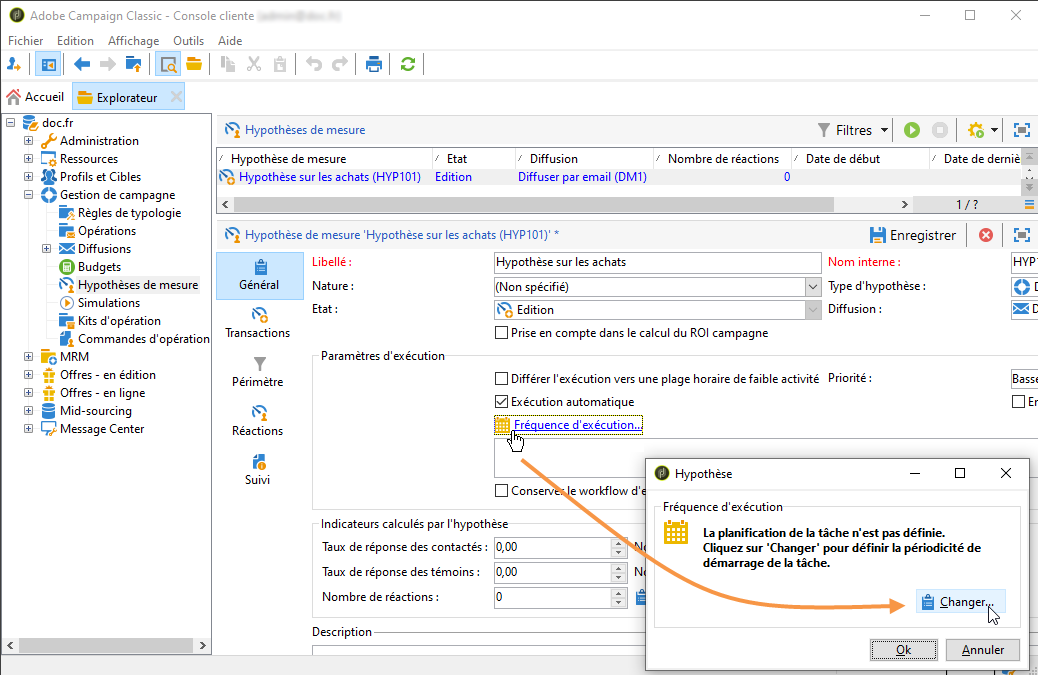 Adobe Campaign Classic - Console cliente
Fichier Edition Affichage Outils Aide
Accueil Explorateur
doc.fr
Administration
Ressources
Profils et Cibles
Gestion de campagne
Règles de typologie
Opérations
Diffusions
Budgets
Hypothèses de mesure
Simulations
Kits d'opération
Commandes d'opération
MRM
Offres - en édition
Offres - en ligne
Mid-sourcing
Message Center
Hypothèses de mesure Filtres
Hypothèse de mesure Etat Diffusion Nombre de réactions Date de début Date de derniè
Hypothèse sur les achats (HYP101) Edition Diffuser par email (DM1) 0
1 / ?
Hypothèse de mesure 'Hypothèse sur les achats (HYP101)' * Enregistrer
Général
Transactions
Périmètre
Réactions
Suivi
Libellé : Hypothèse sur les achats Nom interne : HYP1
Nature : (Non spécifié) Type d'hypothèse : D
Etat : Edition Diffusion : D
Prise en compte dans le calcul du ROI campagne
Paramètres d'exécution
Différer l'exécution vers une plage horaire de faible activité Priorité : Basse
Exécution automatique En
Fréquence d'exécution...
Conserver le workflow d'e
Indicateurs calculés par l'hypothèse
Taux de réponse des contactés : 0,00 No
Taux de réponse des témoins : 0,00 No
Nombre de réactions : 0
Description
Hypothèse
Fréquence d'exécution
La planification de la tâche n'est pas définie.
Cliquez sur 'Changer' pour définir la périodicité de
démarrage de la tâche.
Changer...
Ok Annuler